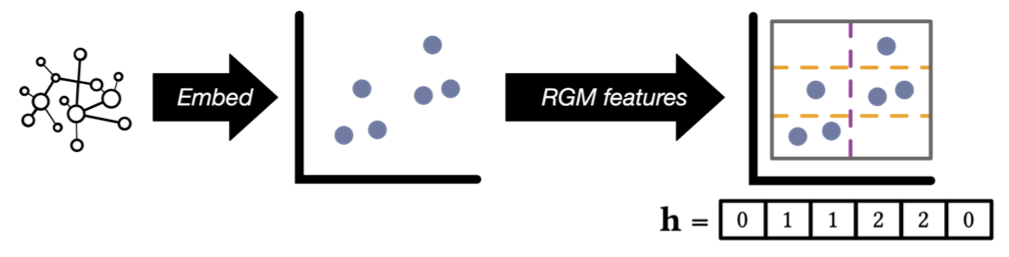 Embed
RGM features
h = 0 1 1 2 2 0